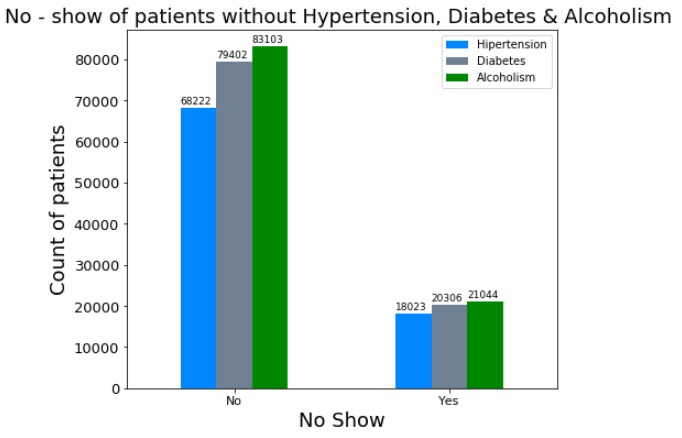 No - show of patients without Hypertension, Diabetes & Alcoholism
Hipertension
Diabetes
Alcoholism
80000
70000
60000
50000
40000
30000
20000
10000
0
Count of patients
68222
79402
83103
18023
20306
21044
No
Yes
No Show